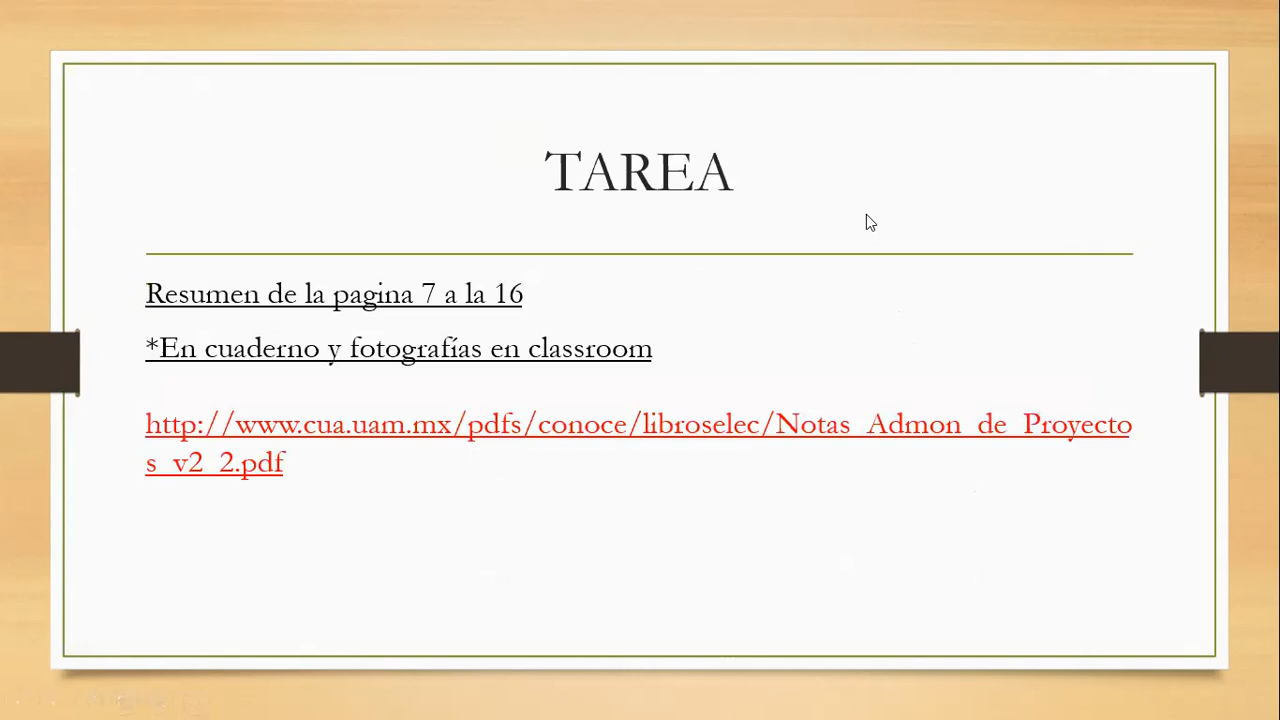 TAREA
Resumen de la pagina 7 a la 16
*En cuaderno y fotografías en classroom
http://www.cua.uam.mx/pdfs/conoce/libroselec/Notas_Admon_de_Proyecto
s_v2_2.pdf